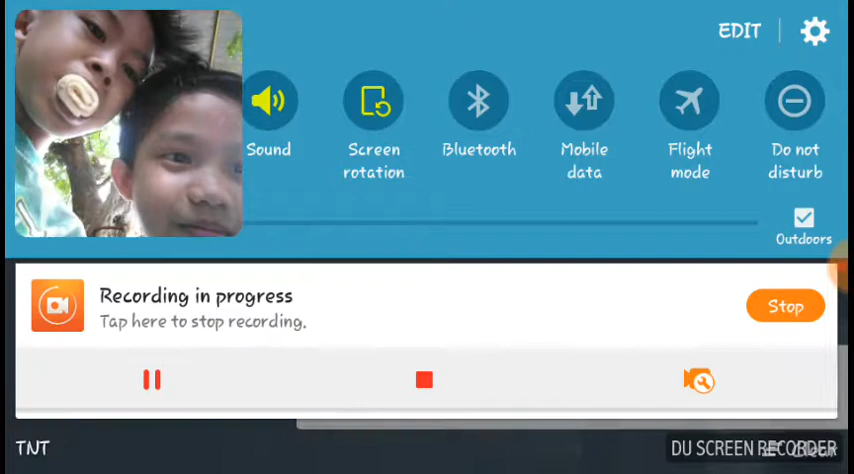 EDIT
Sound
Screen rotation
Bluetooth
Mobile data
Flight mode
Do not disturb
Outdoors
Recording in progress
Tap here to stop recording.
Stop
TNT
DU SCREEN RECORDER
Clear